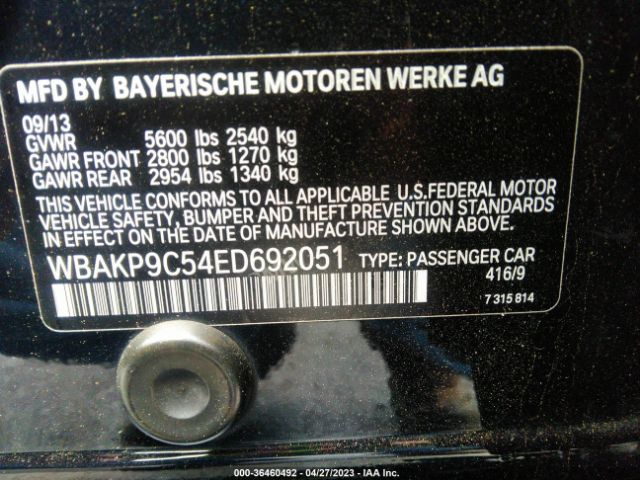 MFD BY BAYERISCHE MOTOREN WERKE AG
09/13
GVWR 5600 lbs 2540 kg
GAWR FRONT 2800 lbs 1270 kg
GAWR REAR 2954 lbs 1340 kg
THIS VEHICLE CONFORMS TO ALL APPLICABLE U.S.FEDERAL MOTOR
VEHICLE SAFETY, BUMPER AND THEFT PREVENTION STANDARDS
IN EFFECT ON THE DATE OF MANUFACTURE SHOWN ABOVE.
WBAKP9C54ED692051 TYPE: PASSENGER CAR
416/9
7 315 814
000-36460492 - 04/27/2023 - IAA Inc.